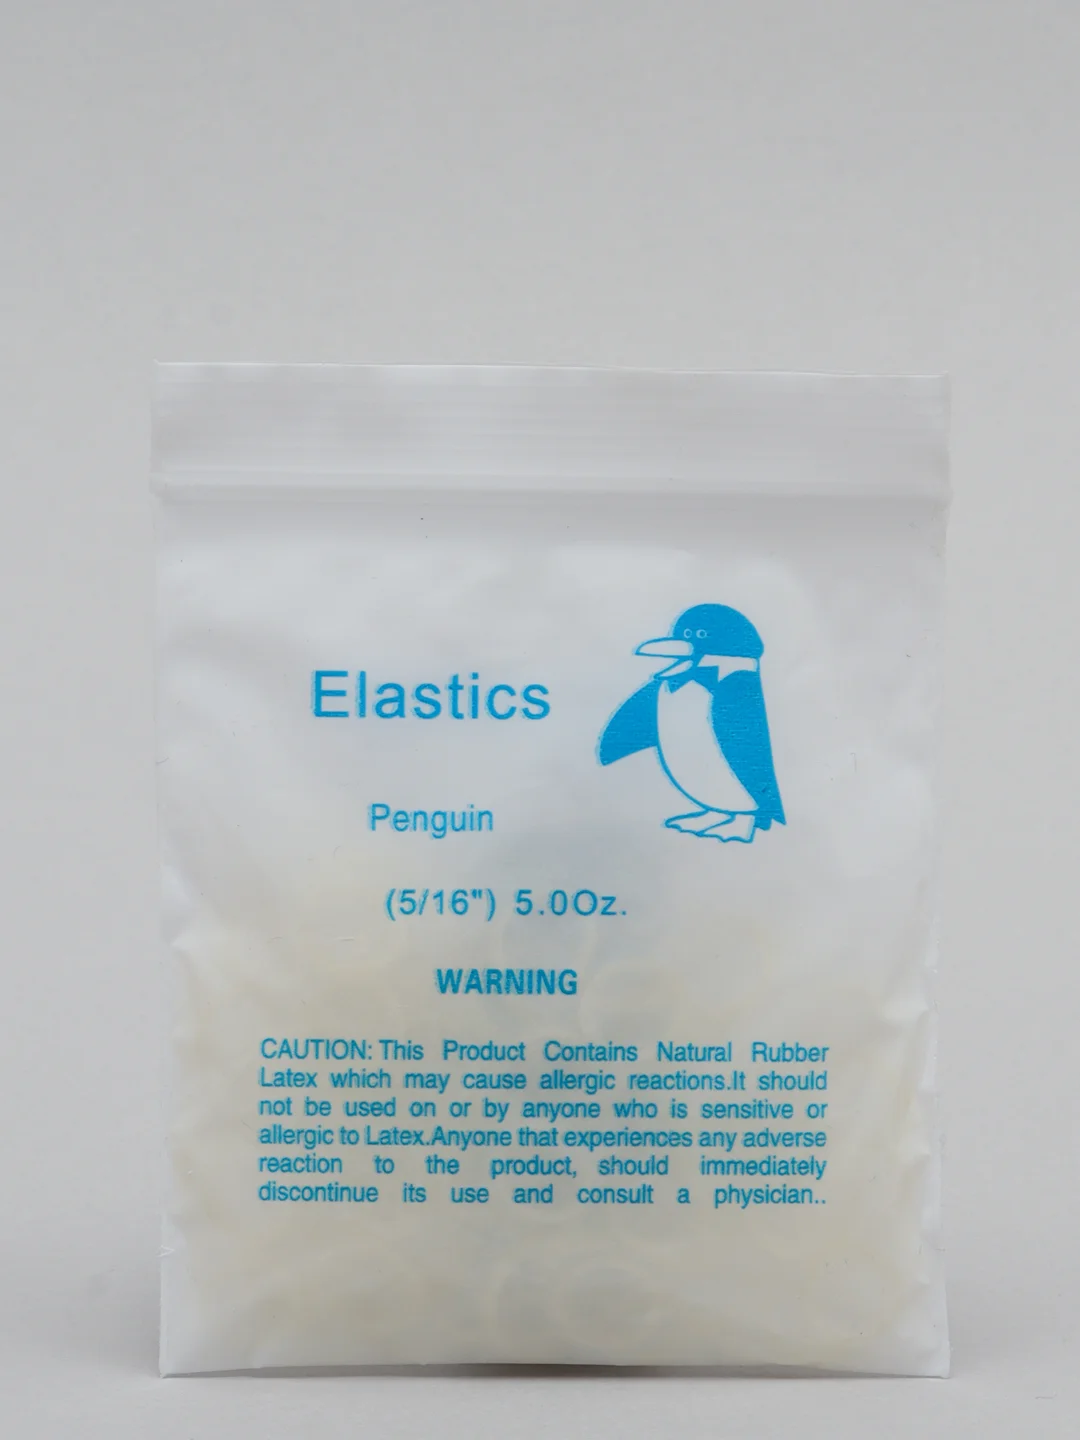 Elastics
Penguin
(5/16") 5.0Oz.
WARNING
CAUTION: This Product Contains Natural Rubber
Latex which may cause allergic reactions.It should
not be used on or by anyone who is sensitive or
allergic to Latex.Anyone that experiences any adverse
reaction to the product, should immediately
discontinue its use and consult a physician..